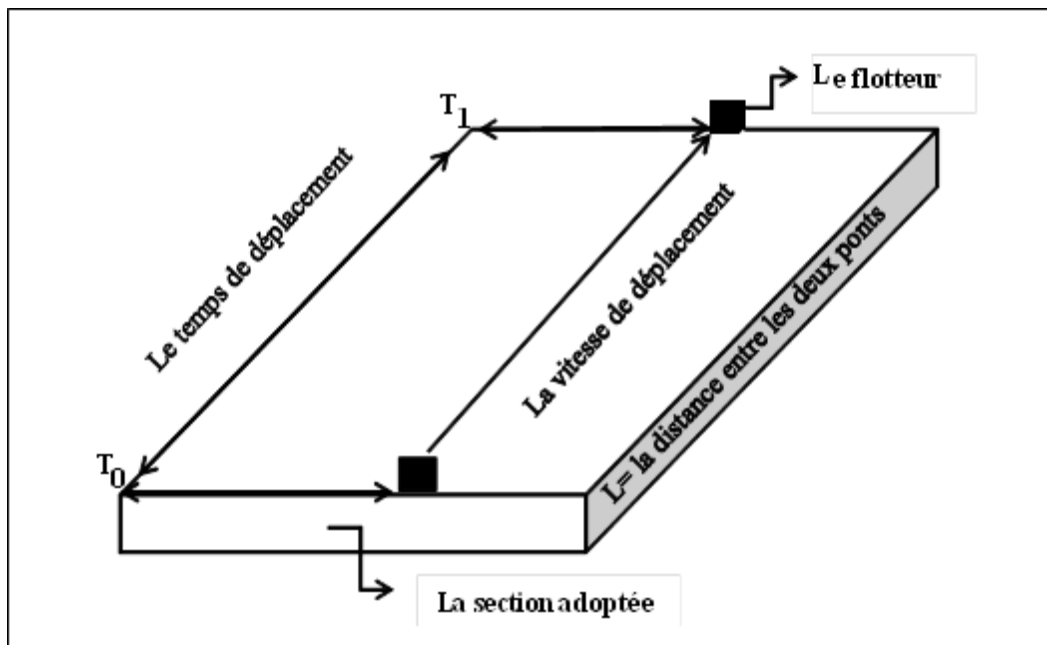 Le flotteur
T1
Le temps de déplacement
La vitesse de déplacement
L= la distance entre les deux ponts
T0
La section adoptée